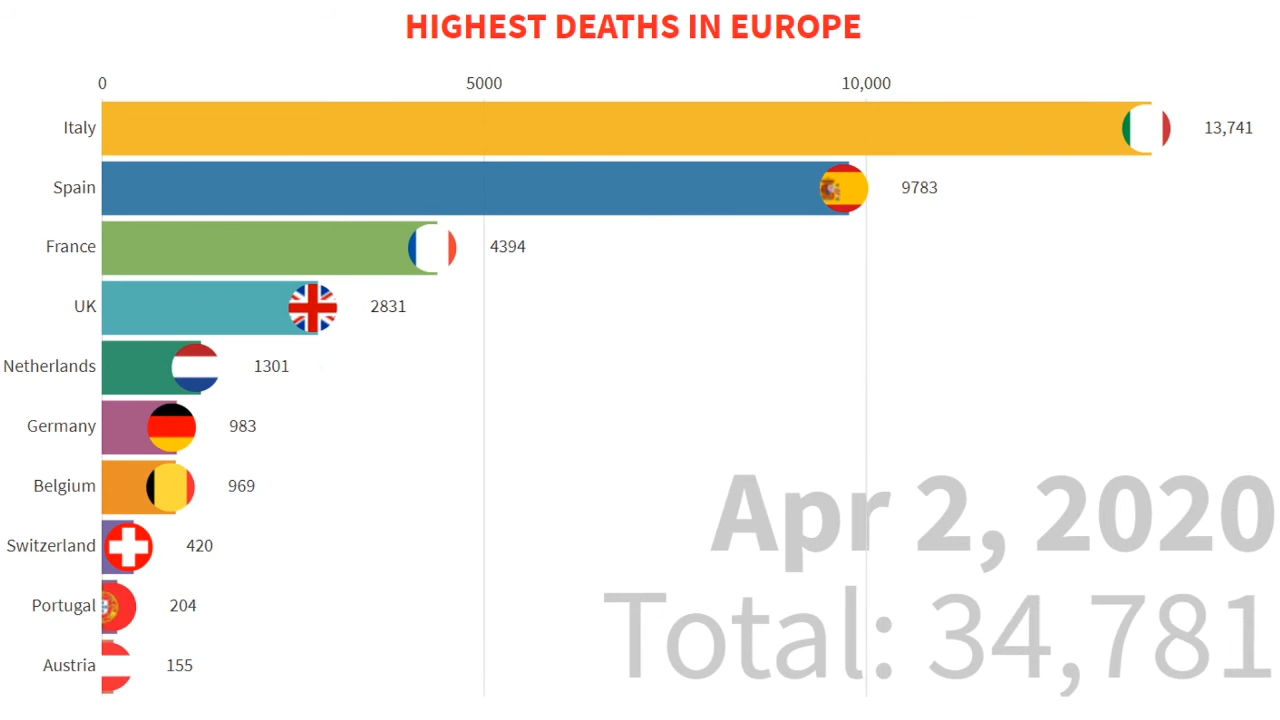 HIGHEST DEATHS IN EUROPE
0 5000 10,000
Italy 13,741
Spain 9783
France 4394
UK 2831
Netherlands 1301
Germany 983
Belgium 969
Switzerland 420
Portugal 204
Austria 155
Apr 2, 2020
Total: 34,781